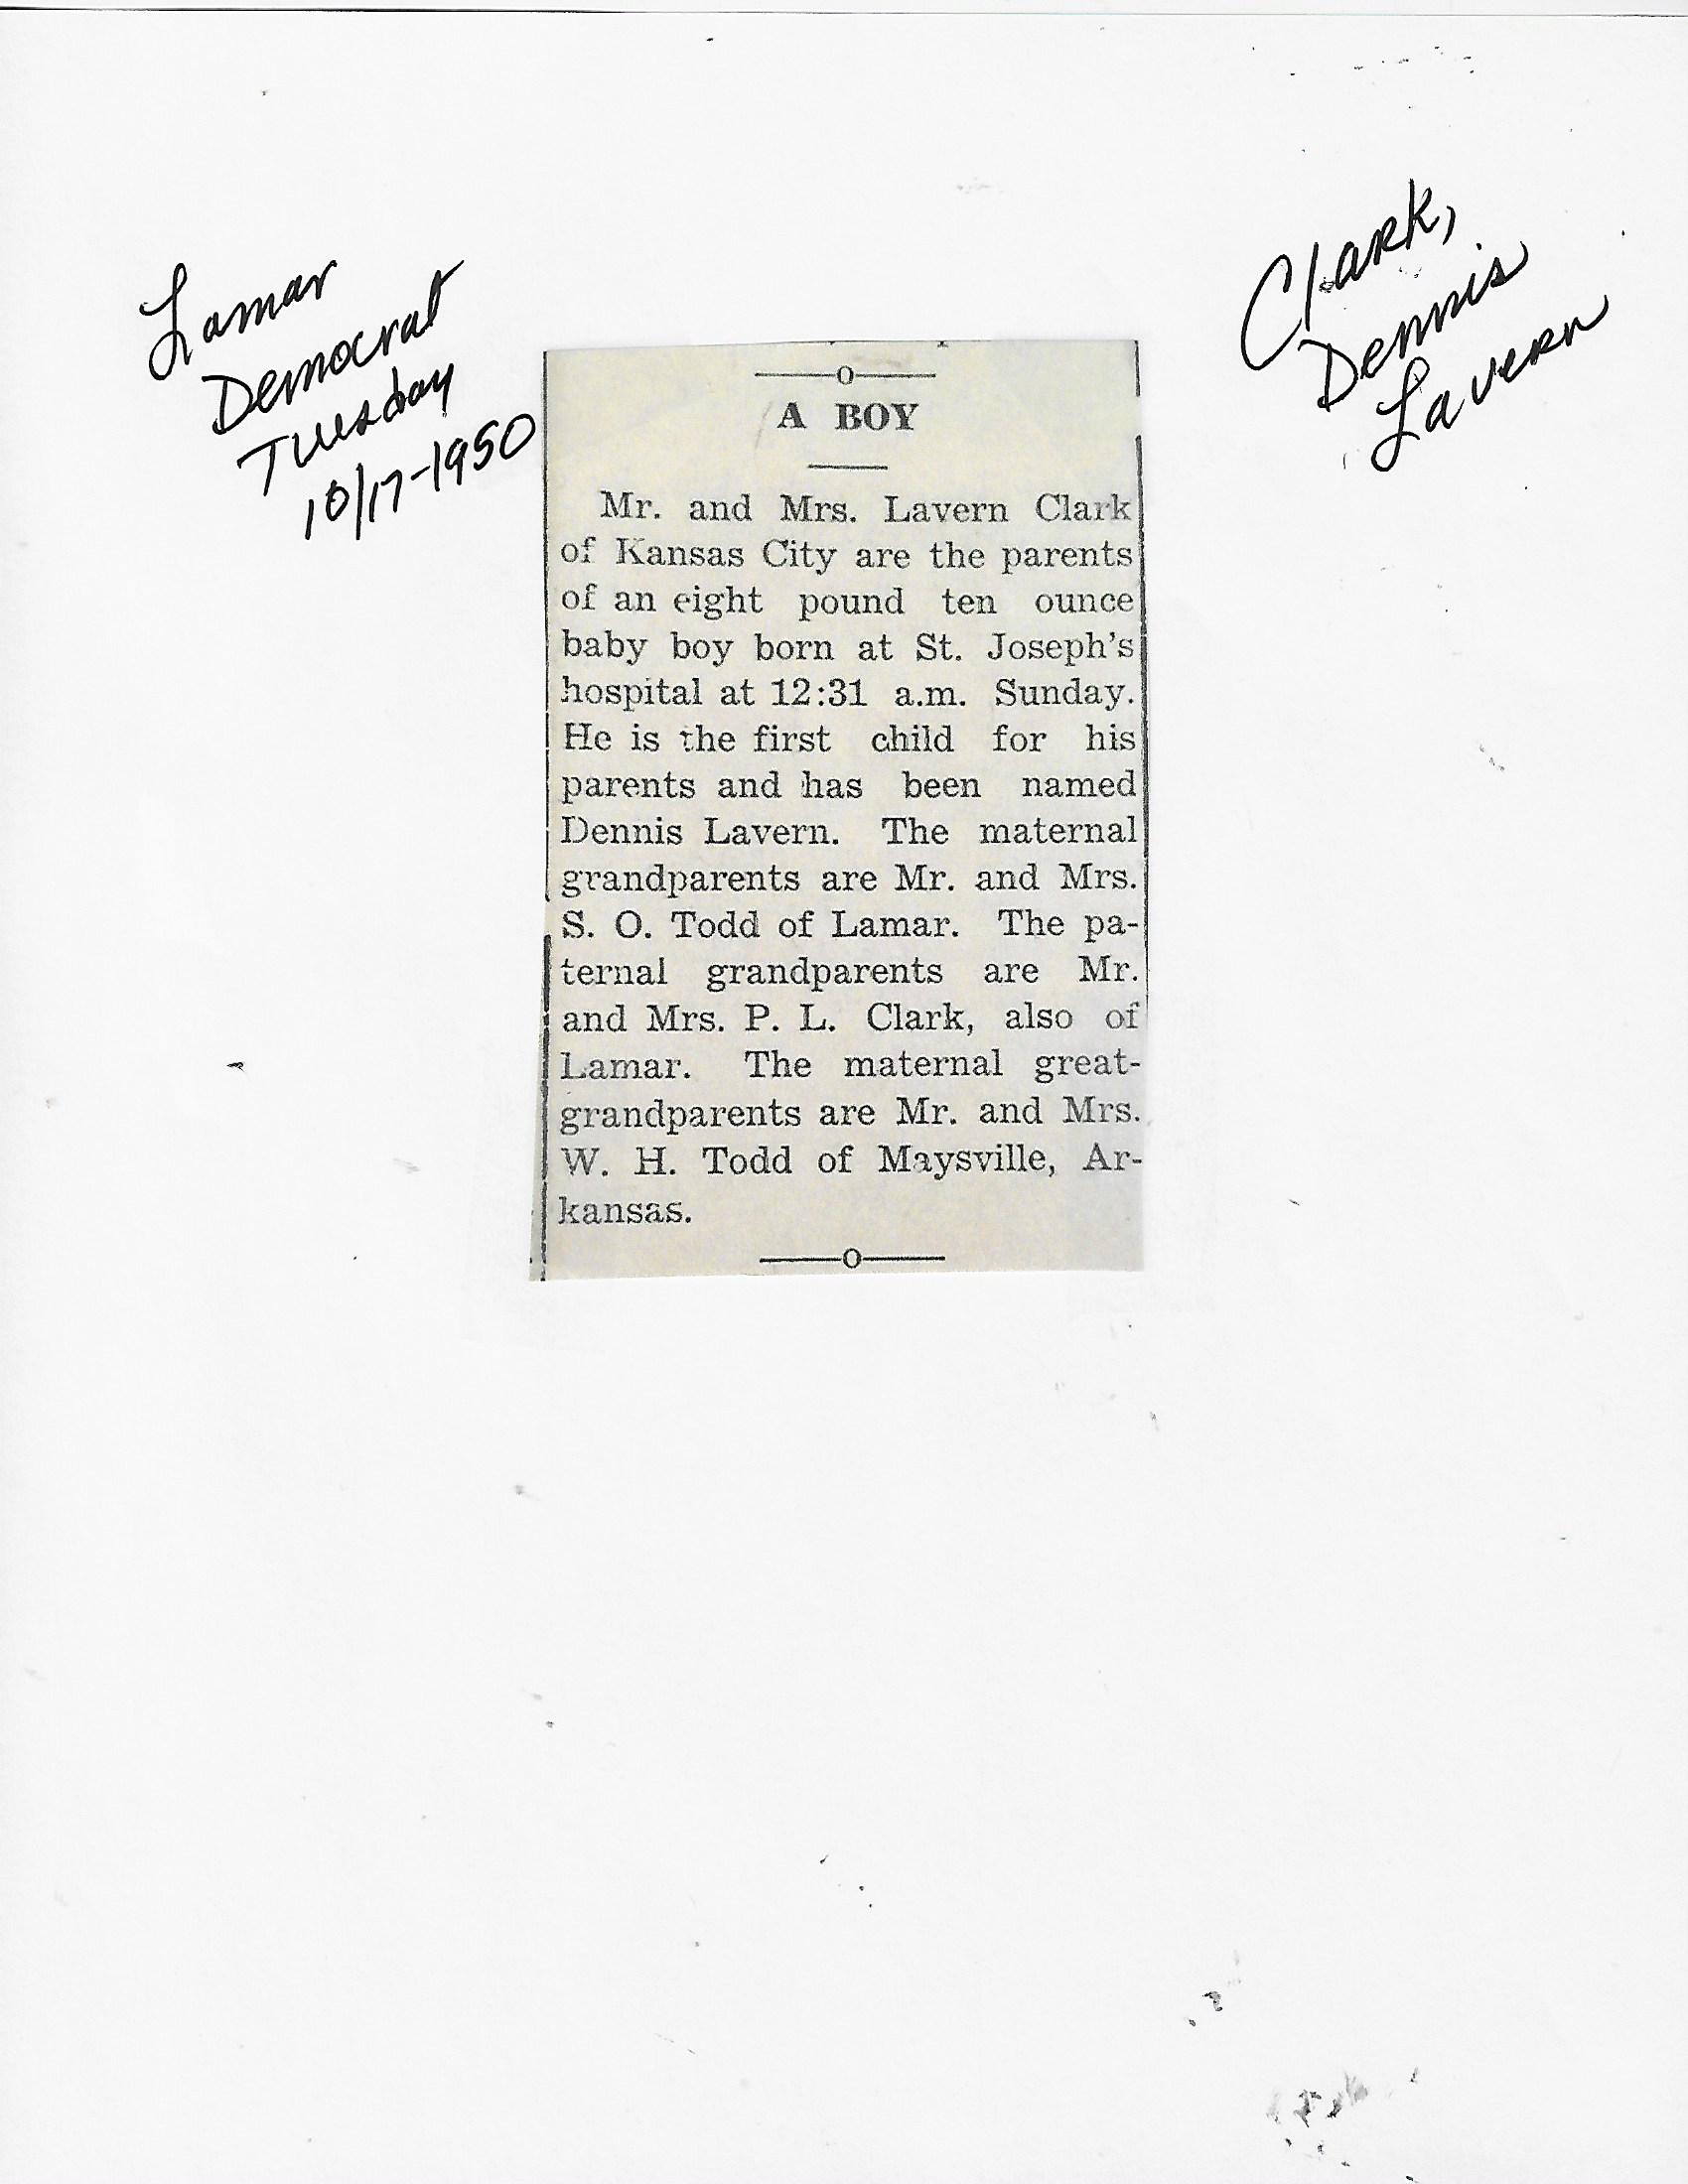 Lamar
Democrat
Tuesday
10/17-1950
Clark,
Dennis
Lavern
A BOY
Mr. and Mrs. Lavern Clark
of Kansas City are the parents
of an eight pound ten ounce
baby boy born at St. Joseph's
hospital at 12:31 a.m. Sunday.
He is the first child for his
parents and has been named
Dennis Lavern. The maternal
grandparents are Mr. and Mrs.
S. O. Todd of Lamar. The pa-
ternal grandparents are Mr.
and Mrs. P. L. Clark, also of
Lamar. The maternal great-
grandparents are Mr. and Mrs.
W. H. Todd of Maysville, Ar-
kansas.